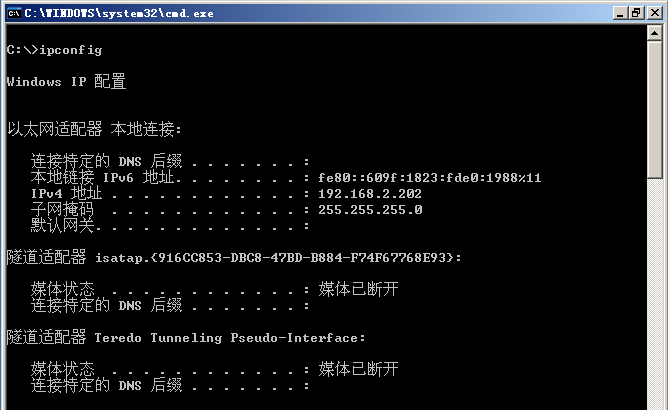 C:\WINDOWS\system32\cmd.exe
C:\>ipconfig
Windows IP 配置
以太网适配器 本地连接:
连接特定的 DNS 后缀 . . . . . . . :
本地链接 IPv6 地址. . . . . . . . : fe80::609f:1823:fde0:1988%11
IPv4 地址 . . . . . . . . . . . . : 192.168.2.202
子网掩码 . . . . . . . . . . . . : 255.255.255.0
默认网关. . . . . . . . . . . . . :
隧道适配器 isatap.{916CC853-DBC8-47BD-B884-F74F67768E93}:
媒体状态 . . . . . . . . . . . . : 媒体已断开
连接特定的 DNS 后缀 . . . . . . . :
隧道适配器 Teredo Tunneling Pseudo-Interface:
媒体状态 . . . . . . . . . . . . : 媒体已断开
连接特定的 DNS 后缀 . . . . . . . :